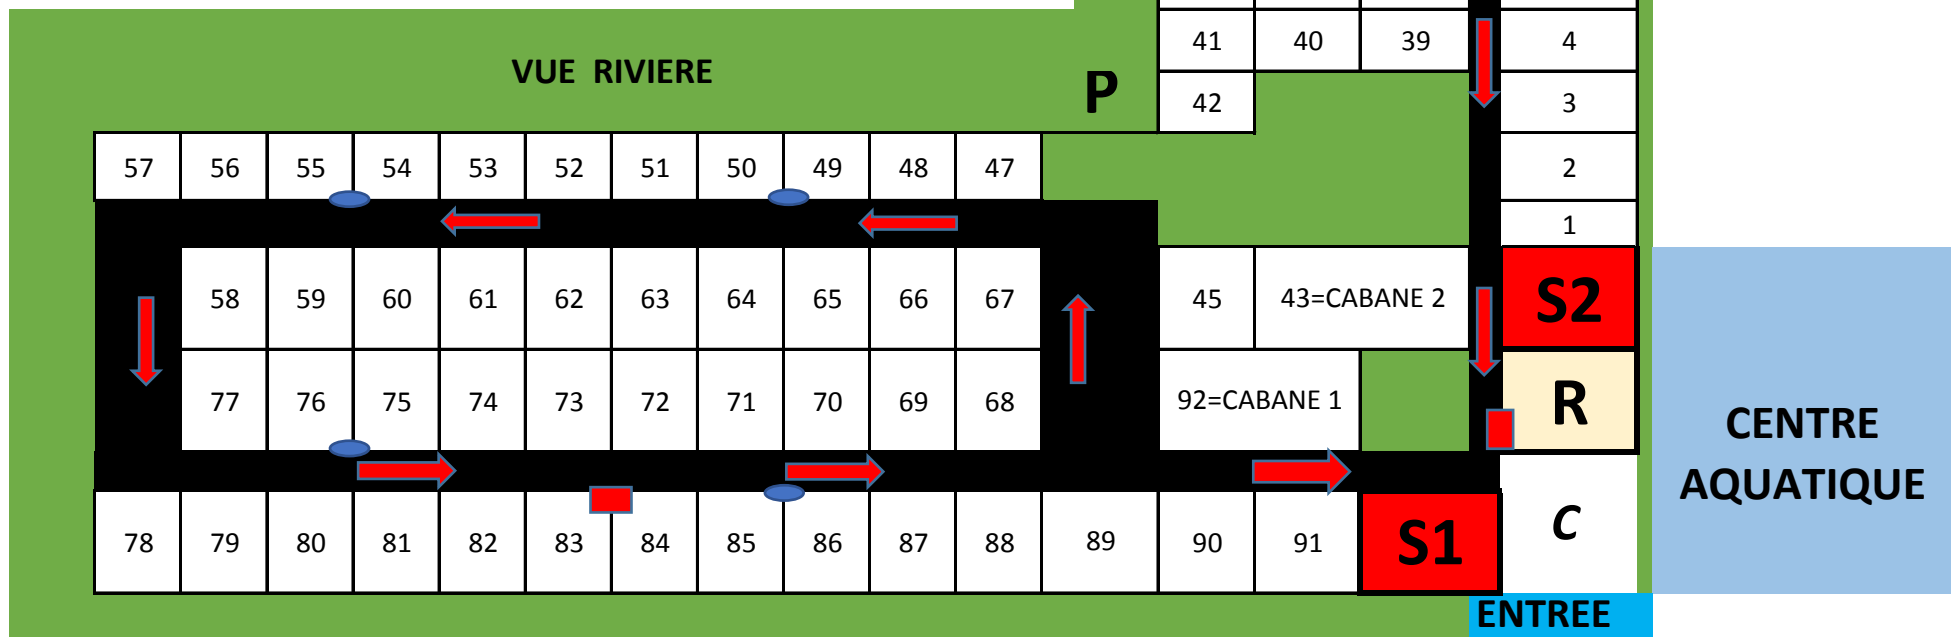 41 40 39 4
VUE RIVIERE
P
42 3
57 56 55 54 53 52 51 50 49 48 47 2
1
58 59 60 61 62 63 64 65 66 67 45 43=CABANE 2 S2
77 76 75 74 73 72 71 70 69 68 92=CABANE 1 R
CENTRE
AQUATIQUE
78 79 80 81 82 83 84 85 86 87 88 89 90 91 S1 C
ENTREE